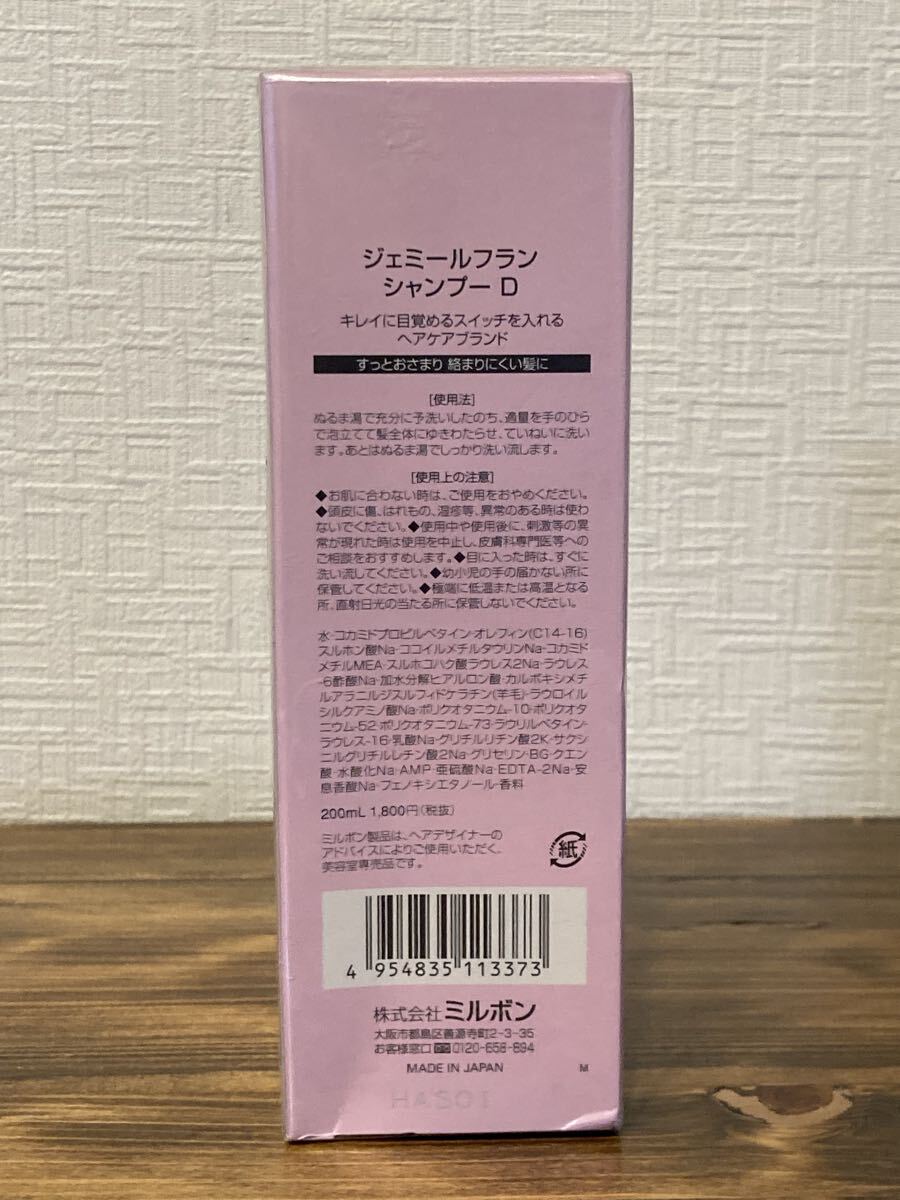 ジェミールフラン
シャンプー D
キレイに目覚めるスイッチを入れる
ヘアケアブランド
すっとおさまり 絡まりにくい髪に
[使用法]
ぬるま湯で充分に予洗いしたのち、適量を手のひら
で泡立てて髪全体にゆきわたらせ、ていねいに洗い
ます。あとはぬるま湯でしっかり洗い流します。
[使用上の注意]
◆お肌に合わない時は、ご使用をおやめください。
◆頭皮に傷、はれもの、湿疹等、異常のある時は使わ
ないでください。◆使用中や使用後に、刺激等の異
常が現れた時は使用を中止し、皮膚科専門医等への
ご相談をおすすめします。◆目に入った時は、すぐに
洗い流してください。◆幼小児の手の届かない所に
保管してください。◆極端に低温または高温となる
所、直射日光の当たる所に保管しないでください。
水・コカミドプロピルベタイン・オレフィン(C14-16)
スルホン酸Na・ココイルメチルタウリンNa・コカミド
メチルMEA・スルホコハク酸ラウレス2Na・ラウレス
-6酢酸Na・加水分解ヒアルロン酸・カルボキシメチ
ルアラニルジスルフィドケラチン(羊毛)・ラウロイル
シルクアミノ酸Na・ポリクオタニウム-10・ポリクオタ
ニウム-52・ポリクオタニウム-73・ラウリルベタイン・
ラウレス-16・乳酸Na・グリチルリチン酸2K・サクシ
ニルグリチルレチン酸2Na・グリセリン・BG・クエン
酸・水酸化Na・AMP・亜硫酸Na・EDTA-2Na・安
息香酸Na・フェノキシエタノール・香料
200mL 1,800円(税抜)
ミルボン製品は、ヘアデザイナーの
アドバイスによりご使用いただく、
美容室専売品です。
紙
4 954835 113373
株式会社 ミルボン
大阪市都島区善源寺町2-3-35
お客様窓口 0120-658-894
MADE IN JAPAN M
HASO1